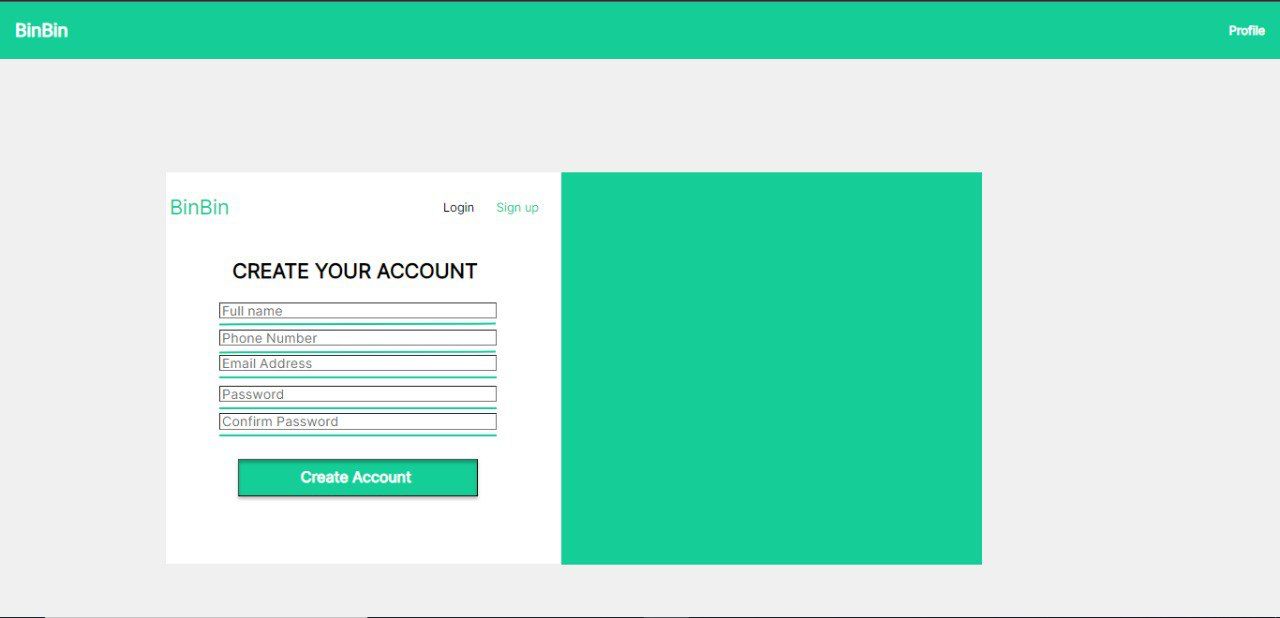 BinBin Profile
BinBin Login Sign up
CREATE YOUR ACCOUNT
Full name
Phone Number
Email Address
Password
Confirm Password
Create Account